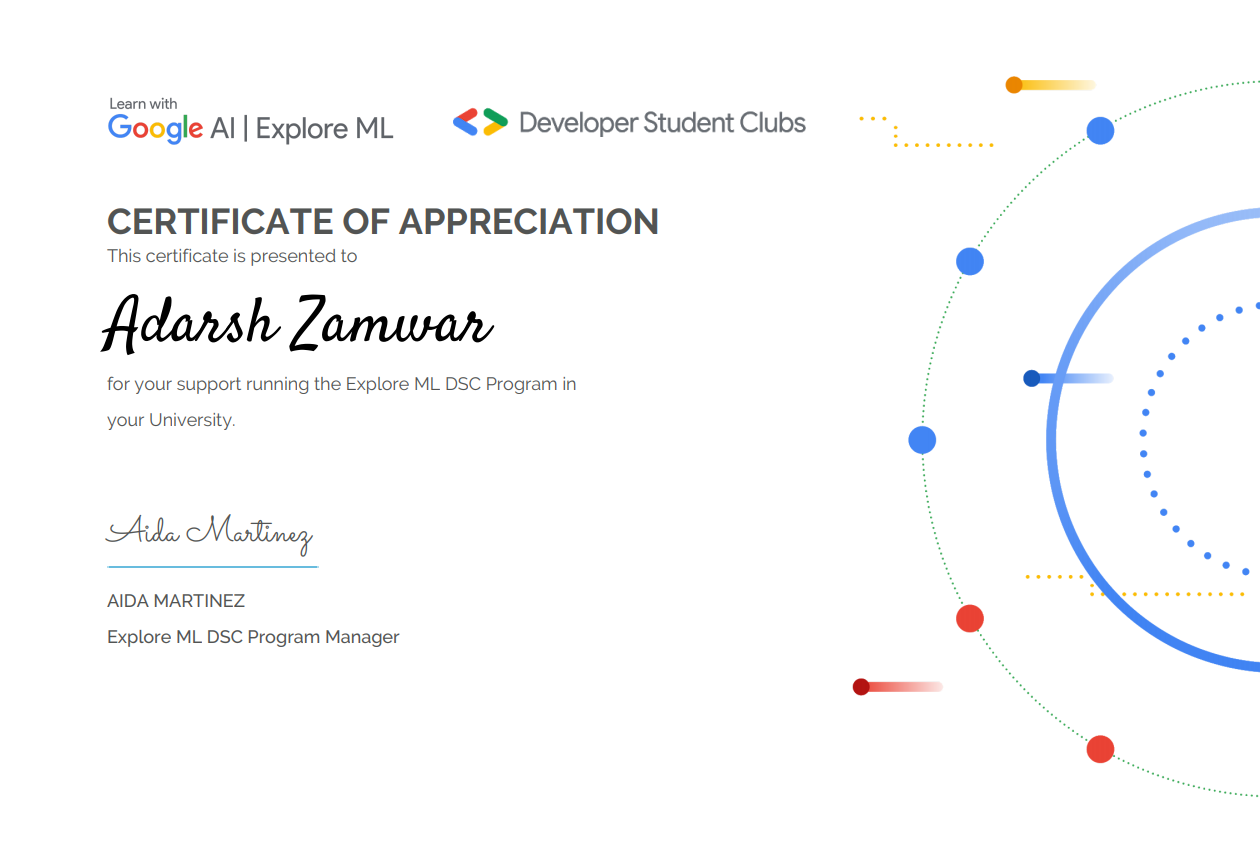 Learn with
Google AI | Explore ML
Developer Student Clubs
CERTIFICATE OF APPRECIATION
This certificate is presented to
Adarsh Zamwar
for your support running the Explore ML DSC Program in
your University.
Aida Martinez
AIDA MARTINEZ
Explore ML DSC Program Manager